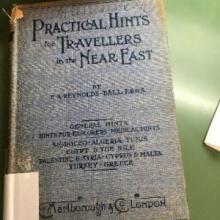 PRACTICAL HINTS
for TRAVELLERS
in the NEAR EAST
BY
E. A. REYNOLDS-BALL. F.R.G.S.
GENERAL HINTS
HINTS FOR EXPLORERS MEDICAL HINTS
MOROCCO-ALGERIA-TUNIS
EGYPT & THE NILE
PALESTINE & SYRIA-CYPRUS & MALTA
TURKEY-GREECE
Marlborough & Co. London